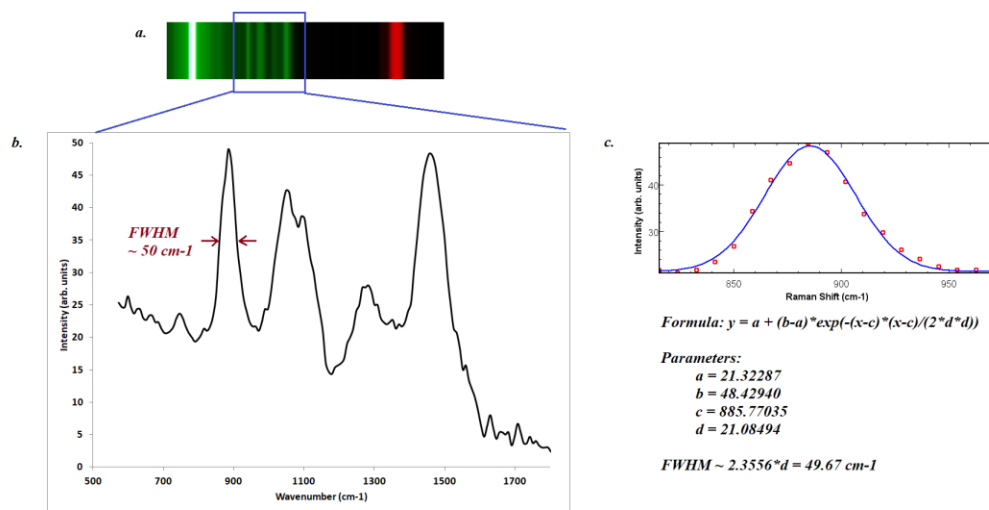 a.
b.
50
45
40
35
30
25
20
15
10
5
0
Intensity (arb. units)
FWHM
~ 50 cm-1
500
700
900
1100
1300
1500
1700
Wavenumber (cm-1)
c.
Intensity (arb. units)
40
30
850
900
950
Raman Shift (cm-1)
Formula: y = a + (b-a)*exp(-(x-c)*(x-c)/(2*d*d))
Parameters:
a = 21.32287
b = 48.42940
c = 885.77035
d = 21.08494
FWHM ~ 2.3556*d = 49.67 cm-1